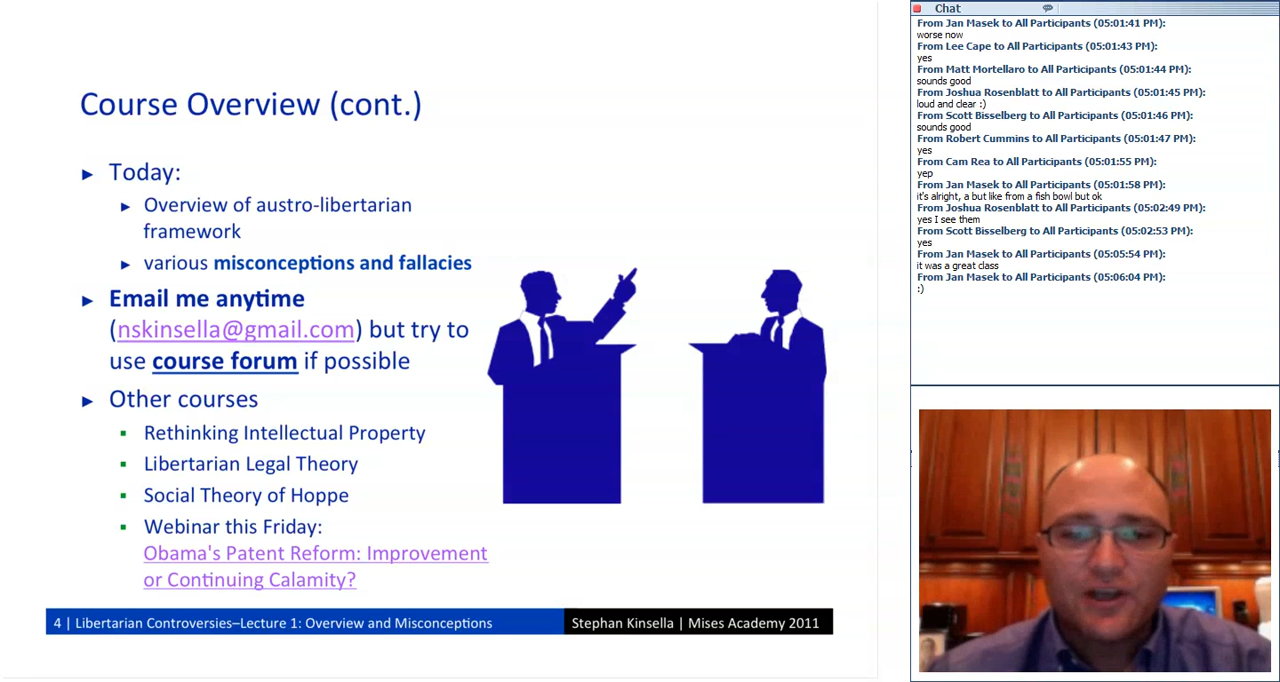 Course Overview (cont.)
► Today:
► Overview of austro-libertarian
framework
► various misconceptions and fallacies
► Email me anytime
(nskinsella@gmail.com) but try to
use course forum if possible
► Other courses
▪ Rethinking Intellectual Property
▪ Libertarian Legal Theory
▪ Social Theory of Hoppe
▪ Webinar this Friday:
Obama's Patent Reform: Improvement
or Continuing Calamity?
4 | Libertarian Controversies–Lecture 1: Overview and Misconceptions
Stephan Kinsella | Mises Academy 2011
Chat
From Jan Masek to All Participants (05:01:41 PM):
worse now
From Lee Cape to All Participants (05:01:43 PM):
yes
From Matt Mortellaro to All Participants (05:01:44 PM):
sounds good
From Joshua Rosenblatt to All Participants (05:01:45 PM):
loud and clear :)
From Scott Bisselberg to All Participants (05:01:46 PM):
sounds good
From Robert Cummins to All Participants (05:01:47 PM):
yes
From Cam Rea to All Participants (05:01:55 PM):
yep
From Jan Masek to All Participants (05:01:58 PM):
it's alright, a but like from a fish bowl but ok
From Joshua Rosenblatt to All Participants (05:02:49 PM):
yes I see them
From Scott Bisselberg to All Participants (05:02:53 PM):
yes
From Jan Masek to All Participants (05:05:54 PM):
it was a great class
From Jan Masek to All Participants (05:06:04 PM):
:)